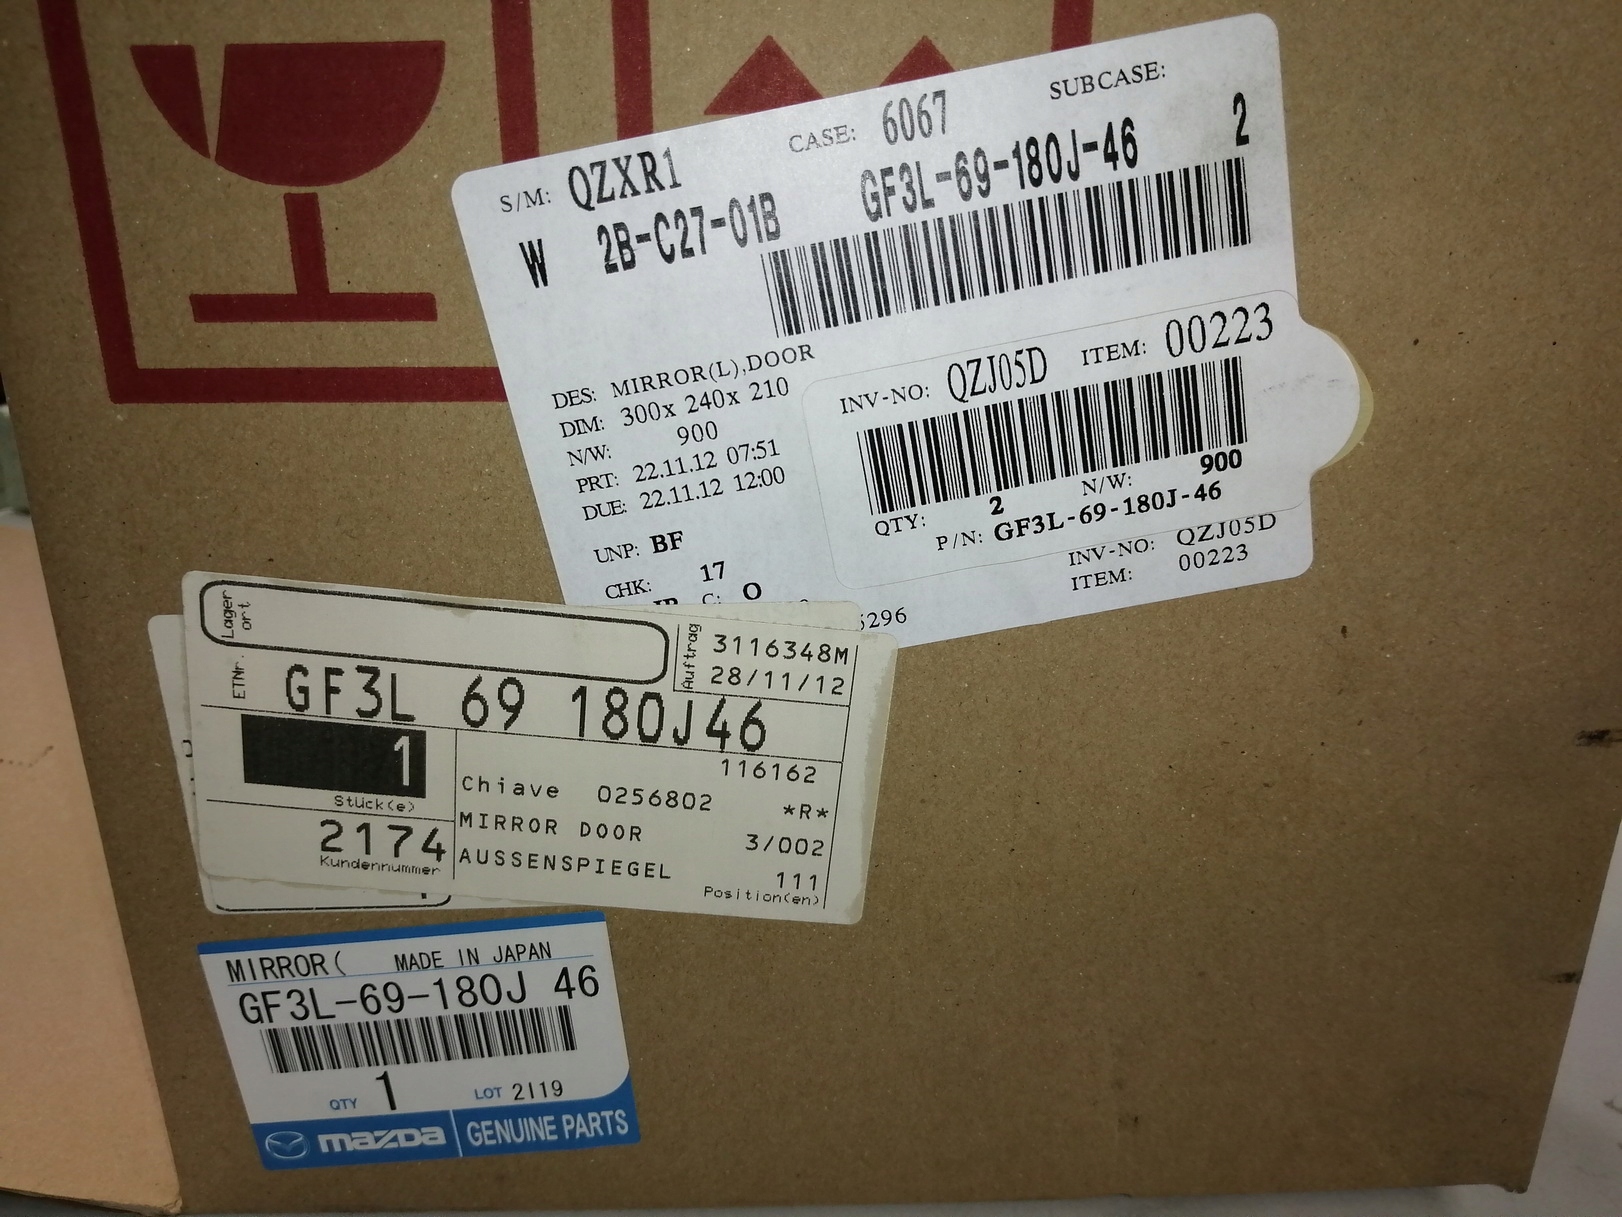 SUBCASE:
CASE: 6067
S/M: QZXR1
GF3L-69-180J-46 2
W 2B-C27-01B
DES: MIRROR(L),DOOR
DIM: 300x 240x 210
N/W: 900
PRT: 22.11.12 07:51
DUE: 22.11.12 12:00
UNP: BF
CHK: 17
C: O
INV-NO: QZJ05D ITEM: 00223
N/W: 900
QTY: 2
P/N: GF3L-69-180J-46
INV-NO: QZJ05D
ITEM: 00223
Lager
ort
Auftrag
3116348M
28/11/12
ETNr.
GF3L 69 180J46
1
Stück(e)
116162
Chiave 0256802 *R*
MIRROR DOOR 3/002
AUSSENSPIEGEL 111
2174
Kundennummer
Position(en)
MIRROR( MADE IN JAPAN
GF3L-69-180J 46
QTY 1 LOT 2I19
mazda GENUINE PARTS